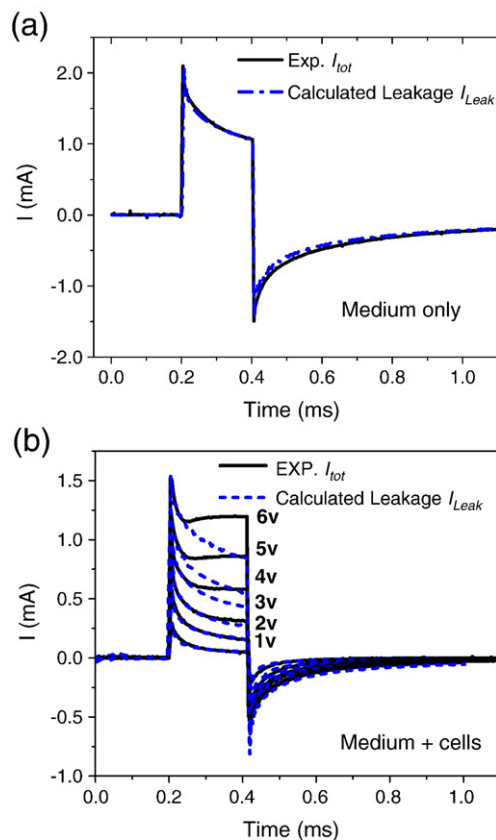 (a)
Exp. I_tot
Calculated Leakage I_Leak
2.0
1.0
0.0
-1.0
-2.0
I (mA)
Medium only
0.0 0.2 0.4 0.6 0.8 1.0
Time (ms)
(b)
EXP. I_tot
Calculated Leakage I_Leak
1.5
1.0
0.5
0.0
-0.5
-1.0
I (mA)
6v
5v
4v
3v
2v
1v
Medium + cells
0.0 0.2 0.4 0.6 0.8 1.0
Time (ms)